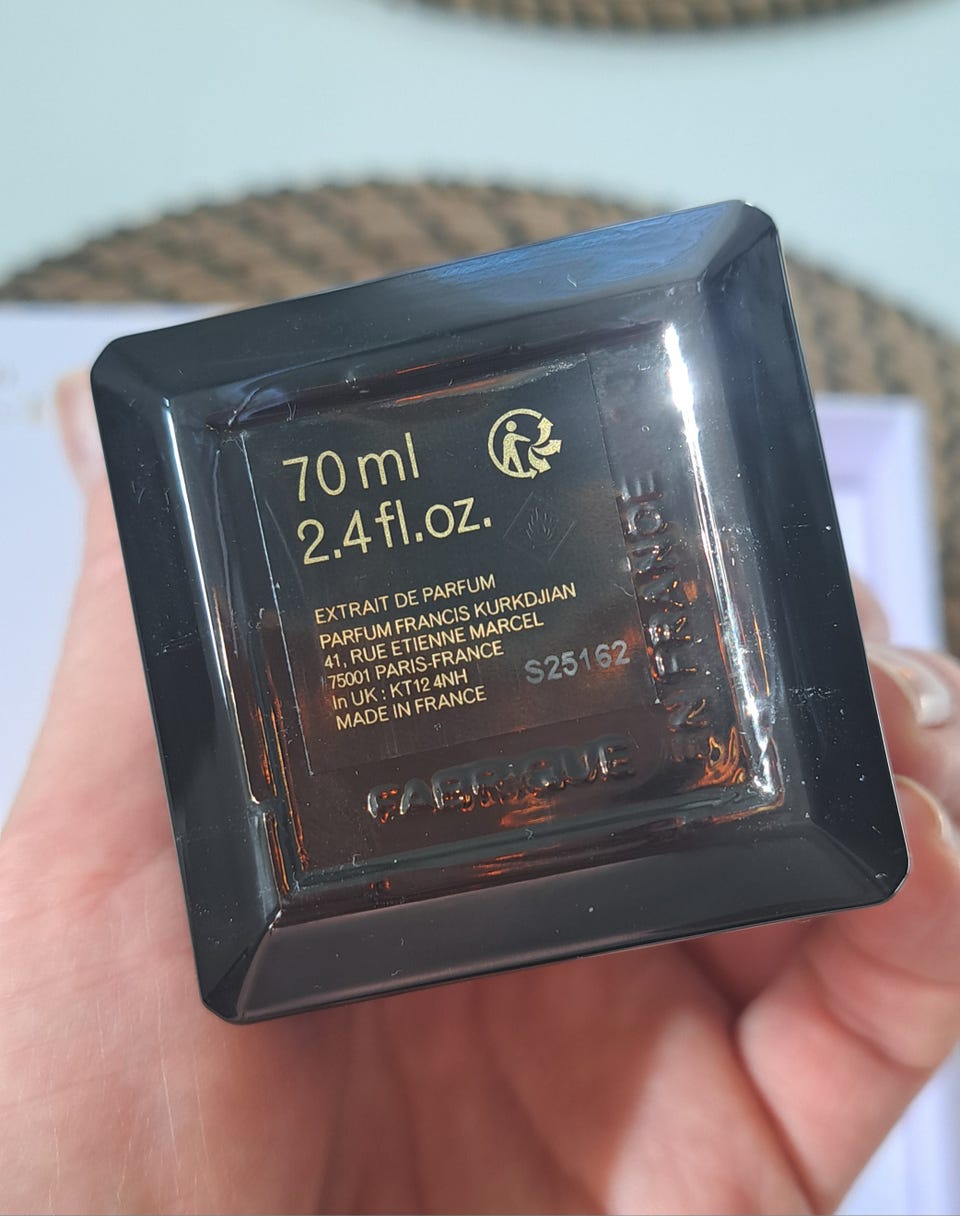 70 ml
2.4 fl.oz.
EXTRAIT DE PARFUM
PARFUM FRANCIS KURKDJIAN
41, RUE ETIENNE MARCEL
75001 PARIS-FRANCE
In UK : KT12 4NH
MADE IN FRANCE
S25162
FABRIQUE
EN FRANCE